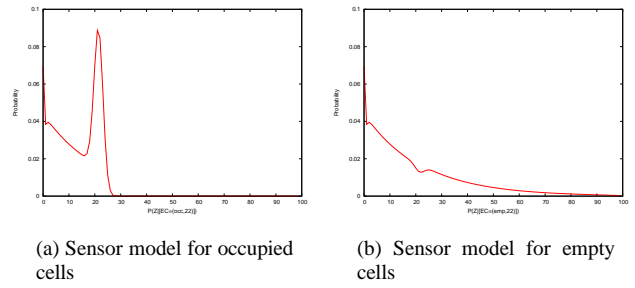 0.1
0.08
0.06
0.04
0.02
0
Probability
0 10 20 30 40 50 60 70 80 90 100
P(Z|[EC=(occ,22)])
0.1
0.08
0.06
0.04
0.02
0
Probability
0 10 20 30 40 50 60 70 80 90 100
P(Z|[EC=(emp,22)])
(a) Sensor model for occupied
cells
(b) Sensor model for empty
cells